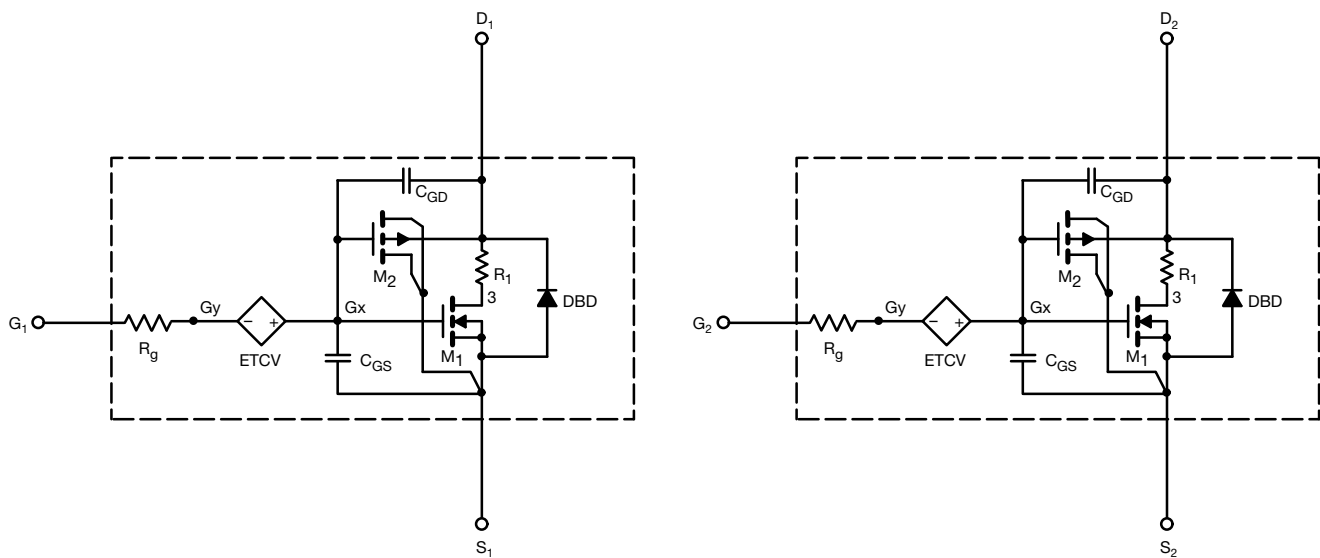 D1
D2
CGD
CGD
M2
R1
M2
R1
3
3
DBD
DBD
G1
Gy
Gx
G2
Gy
Gx
− +
− +
Rg
ETCV
M1
Rg
ETCV
M1
CGS
CGS
S1
S2